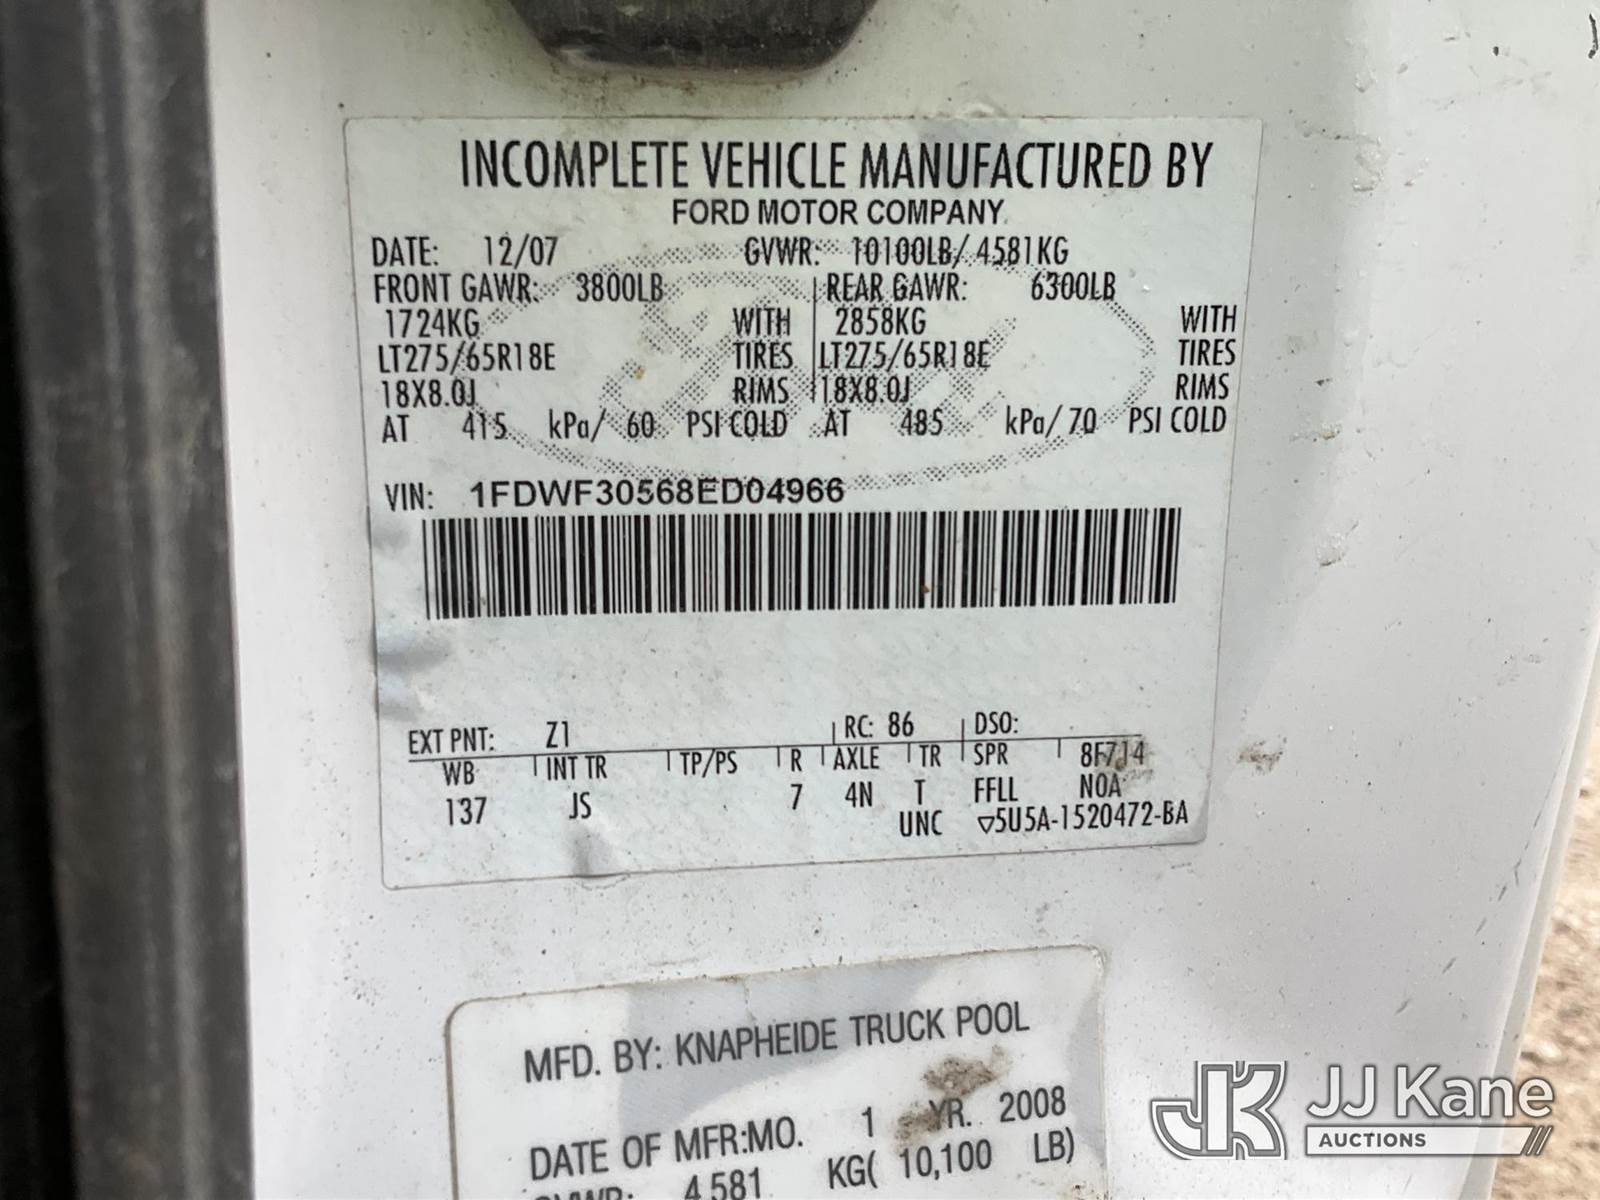 INCOMPLETE VEHICLE MANUFACTURED BY
FORD MOTOR COMPANY
DATE: 12/07 GVWR: 10100LB/ 4581KG
FRONT GAWR: 3800LB REAR GAWR: 6300LB
1724KG WITH 2858KG WITH
LT275/65R18E TIRES LT275/65R18E TIRES
18X8.0J RIMS 18X8.0J RIMS
AT 415 kPa/ 60 PSI COLD AT 485 kPa/ 70 PSI COLD
VIN: 1FDWF30568ED04966
EXT PNT: Z1 RC: 86 DSO:
WB INT TR TP/PS R AXLE TR SPR 8F714
137 JS 7 4N T FFLL NOA
UNC ▽5U5A-1520472-BA
MFD. BY: KNAPHEIDE TRUCK POOL
DATE OF MFR:MO. 1 YR. 2008
GVWR: 4,581 KG( 10,100 LB)
JK JJ Kane
AUCTIONS